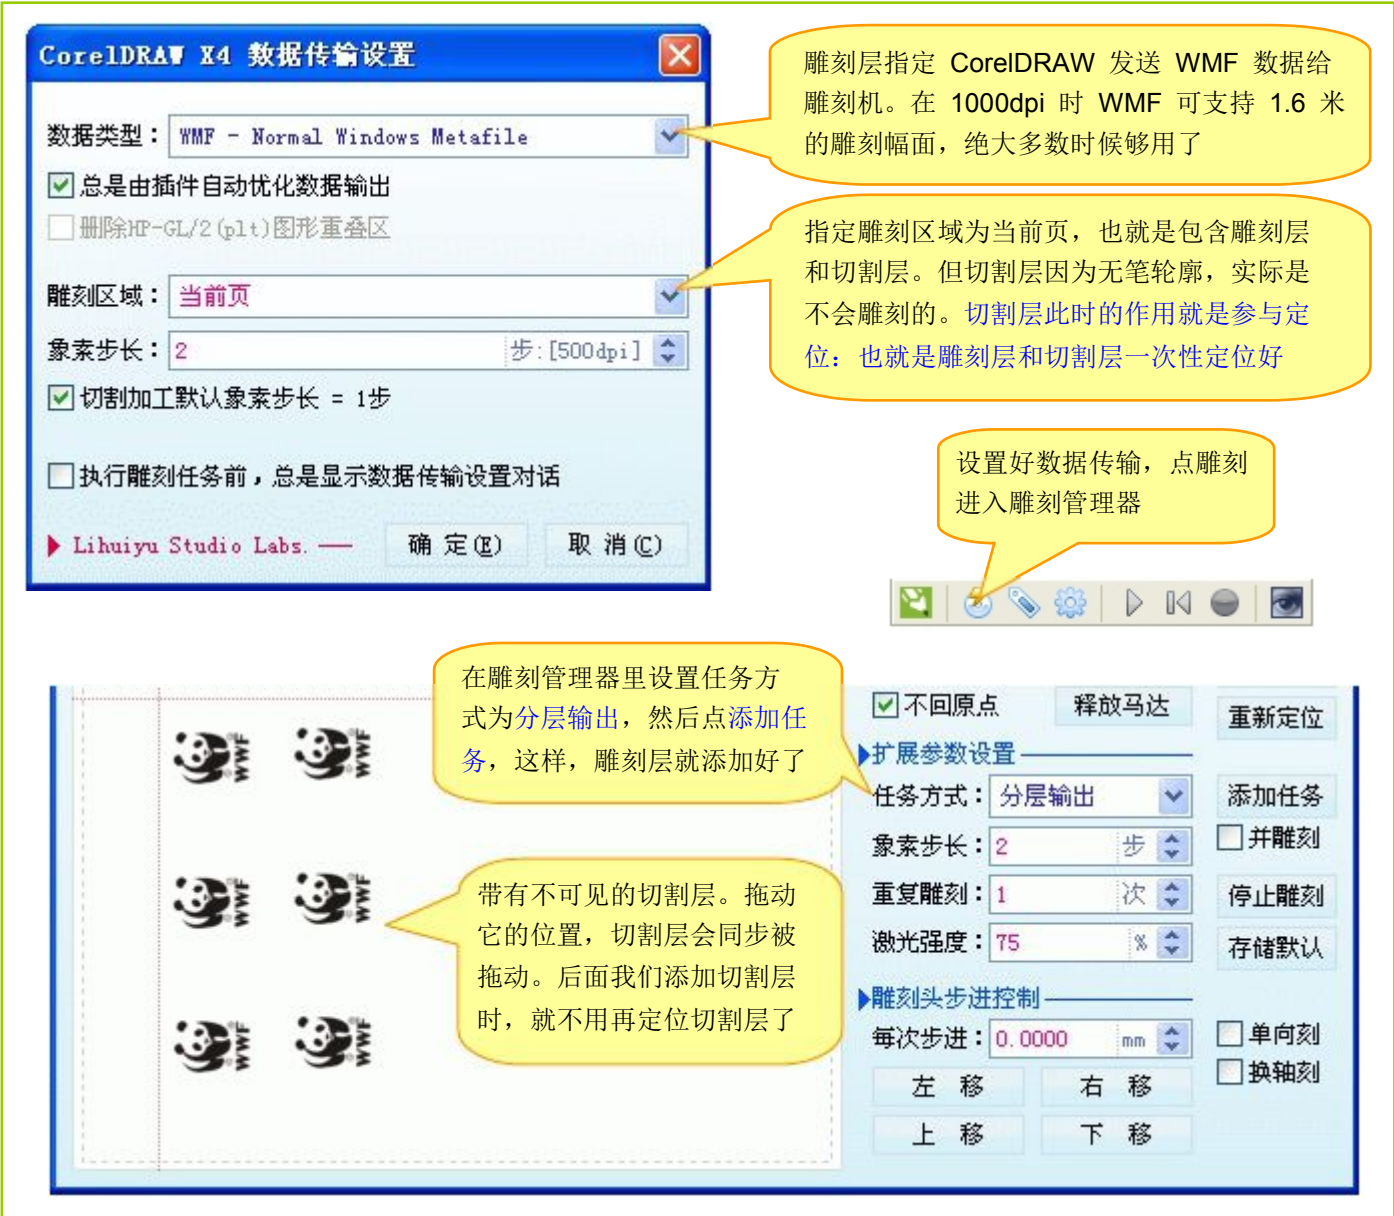 CorelDRAW X4 数据传输设置
雕刻层指定 CorelDRAW 发送 WMF 数据给
雕刻机。在 1000dpi 时 WMF 可支持 1.6 米
的雕刻幅面，绝大多数时候够用了
数据类型：WMF - Normal Windows Metafile
总是由插件自动优化数据输出
删除HP-GL/2(plt)图形重叠区
指定雕刻区域为当前页，也就是包含雕刻层
和切割层。但切割层因为无笔轮廓，实际是
不会雕刻的。切割层此时的作用就是参与定
位：也就是雕刻层和切割层一次性定位好
雕刻区域：当前页
象素步长：2 步:[500dpi]
切割加工默认象素步长 = 1步
执行雕刻任务前，总是显示数据传输设置对话
Lihuiyu Studio Labs.
确 定(E) 取 消(C)
设置好数据传输，点雕刻
进入雕刻管理器
在雕刻管理器里设置任务方
式为分层输出，然后点添加任
务，这样，雕刻层就添加好了
WWF WWF
WWF WWF
WWF WWF
带有不可见的切割层。拖动
它的位置，切割层会同步被
拖动。后面我们添加切割层
时，就不用再定位切割层了
不回原点 释放马达 重新定位
扩展参数设置
任务方式：分层输出 添加任务
象素步长：2 步 并雕刻
重复雕刻：1 次 停止雕刻
激光强度：75 % 存储默认
雕刻头步进控制
每次步进：0.0000 mm 单向刻
左 移 右 移 换轴刻
上 移 下 移